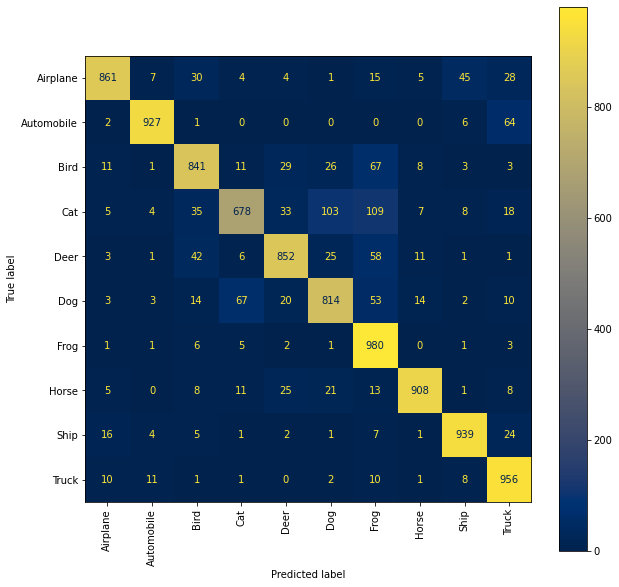 Airplane 861 7 30 4 4 1 15 5 45 28
Automobile 2 927 1 0 0 0 0 0 6 64
Bird 11 1 841 11 29 26 67 8 3 3
Cat 5 4 35 678 33 103 109 7 8 18
Deer 3 1 42 6 852 25 58 11 1 1
Dog 3 3 14 67 20 814 53 14 2 10
Frog 1 1 6 5 2 1 980 0 1 3
Horse 5 0 8 11 25 21 13 908 1 8
Ship 16 4 5 1 2 1 7 1 939 24
Truck 10 11 1 1 0 2 10 1 8 956
True label
Airplane
Automobile
Bird
Cat
Deer
Dog
Frog
Horse
Ship
Truck
Predicted label
800
600
400
200
0